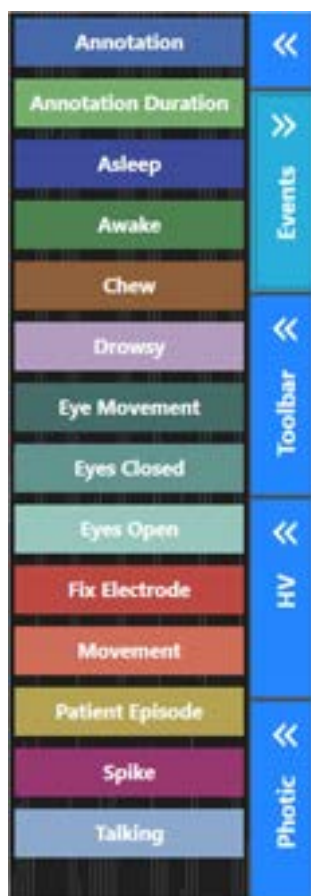 Annotation
Annotation Duration
Asleep
Awake
Chew
Drowsy
Eye Movement
Eyes Closed
Eyes Open
Fix Electrode
Movement
Patient Episode
Spike
Talking
Events
Toolbar
HV
Photic